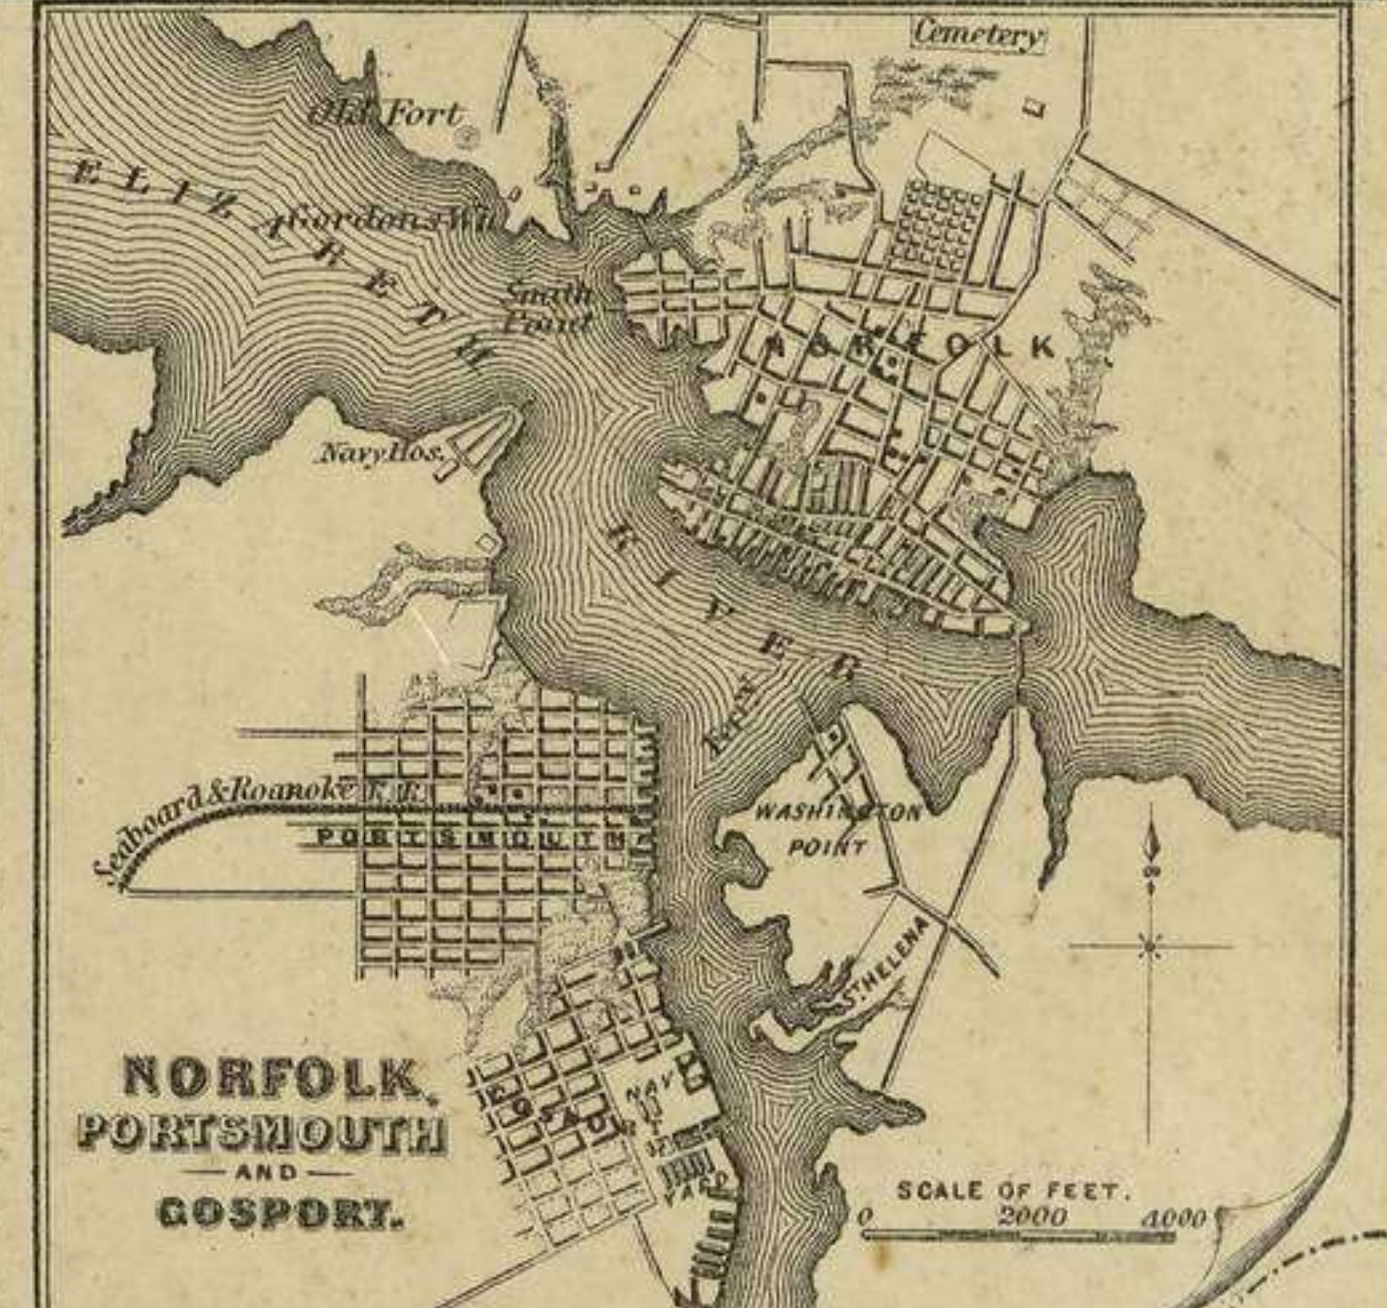 Cemetery
Old Fort
ELIZABETH
Gordons Wf.
Smith
Point
NORFOLK
Navy Hos.
RIVER
Ferry
Seaboard & Roanoke R.R.
WASHINGTON
POINT
PORTSMOUTH
ST HELENA
S
NORFOLK,
PORTSMOUTH
AND
GOSPORT.
NAVY
YARD
SCALE OF FEET.
0 2000 4000